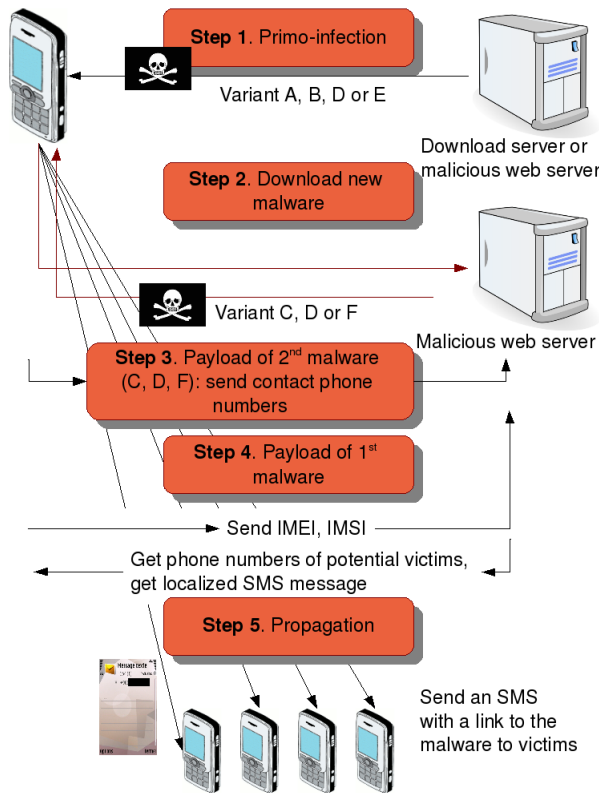 Step 1. Primo-infection
Variant A, B, D or E
Download server or
malicious web server
Step 2. Download new
malware
Variant C, D or F
Malicious web server
Step 3. Payload of 2nd malware
(C, D, F): send contact phone
numbers
Step 4. Payload of 1st
malware
Send IMEI, IMSI
Get phone numbers of potential victims,
get localized SMS message
Step 5. Propagation
Send an SMS
with a link to the
malware to victims